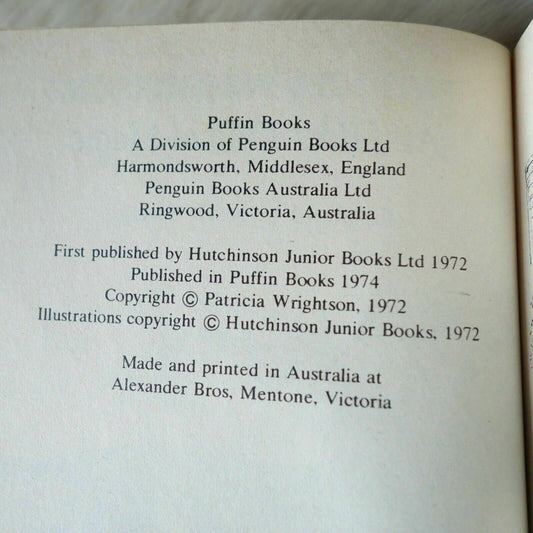 Puffin Books
A Division of Penguin Books Ltd
Harmondsworth, Middlesex, England
Penguin Books Australia Ltd
Ringwood, Victoria, Australia
First published by Hutchinson Junior Books Ltd 1972
Published in Puffin Books 1974
Copyright © Patricia Wrightson, 1972
Illustrations copyright © Hutchinson Junior Books, 1972
Made and printed in Australia at
Alexander Bros, Mentone, Victoria